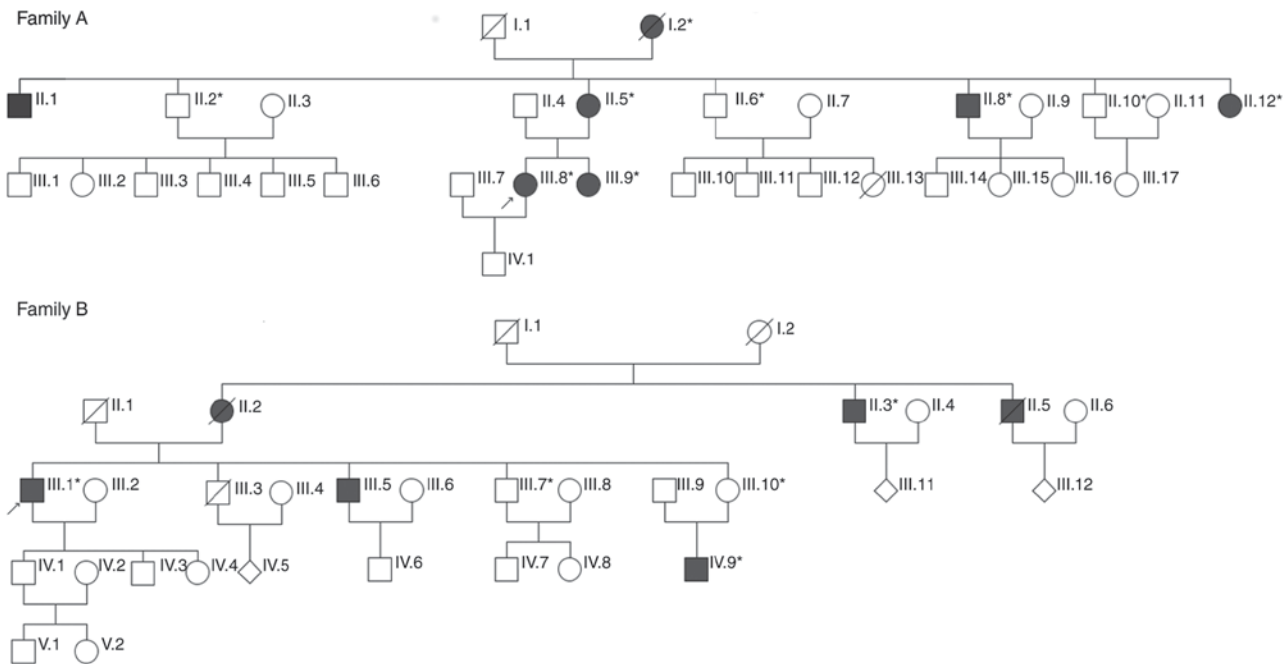 Family A
I.1 I.2*
II.1 II.2* II.3 II.4 II.5* II.6* II.7 II.8* II.9 II.10* II.11 II.12*
III.1 III.2 III.3 III.4 III.5 III.6 III.7 III.8* III.9* III.10 III.11 III.12 III.13 III.14 III.15 III.16 III.17
IV.1
Family B
I.1 I.2
II.1 II.2 II.3* II.4 II.5 II.6
III.1* III.2 III.3 III.4 III.5 III.6 III.7* III.8 III.9 III.10* III.11 III.12
IV.1 IV.2 IV.3 IV.4 IV.5 IV.6 IV.7 IV.8 IV.9*
V.1 V.2